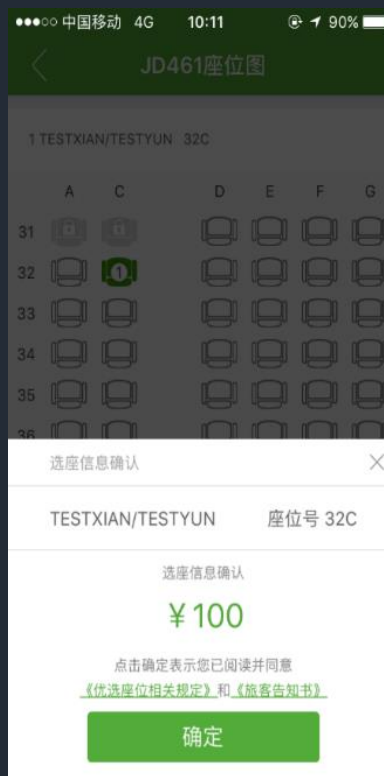 中国移动 4G 10:11 90%
JD461座位图
1 TESTXIAN/TESTYUN 32C
A C D E F G
31
32 1
33
34
35
36
选座信息确认
TESTXIAN/TESTYUN 座位号 32C
选座信息确认
¥100
点击确定表示您已阅读并同意
《优选座位相关规定》和《旅客告知书》
确定